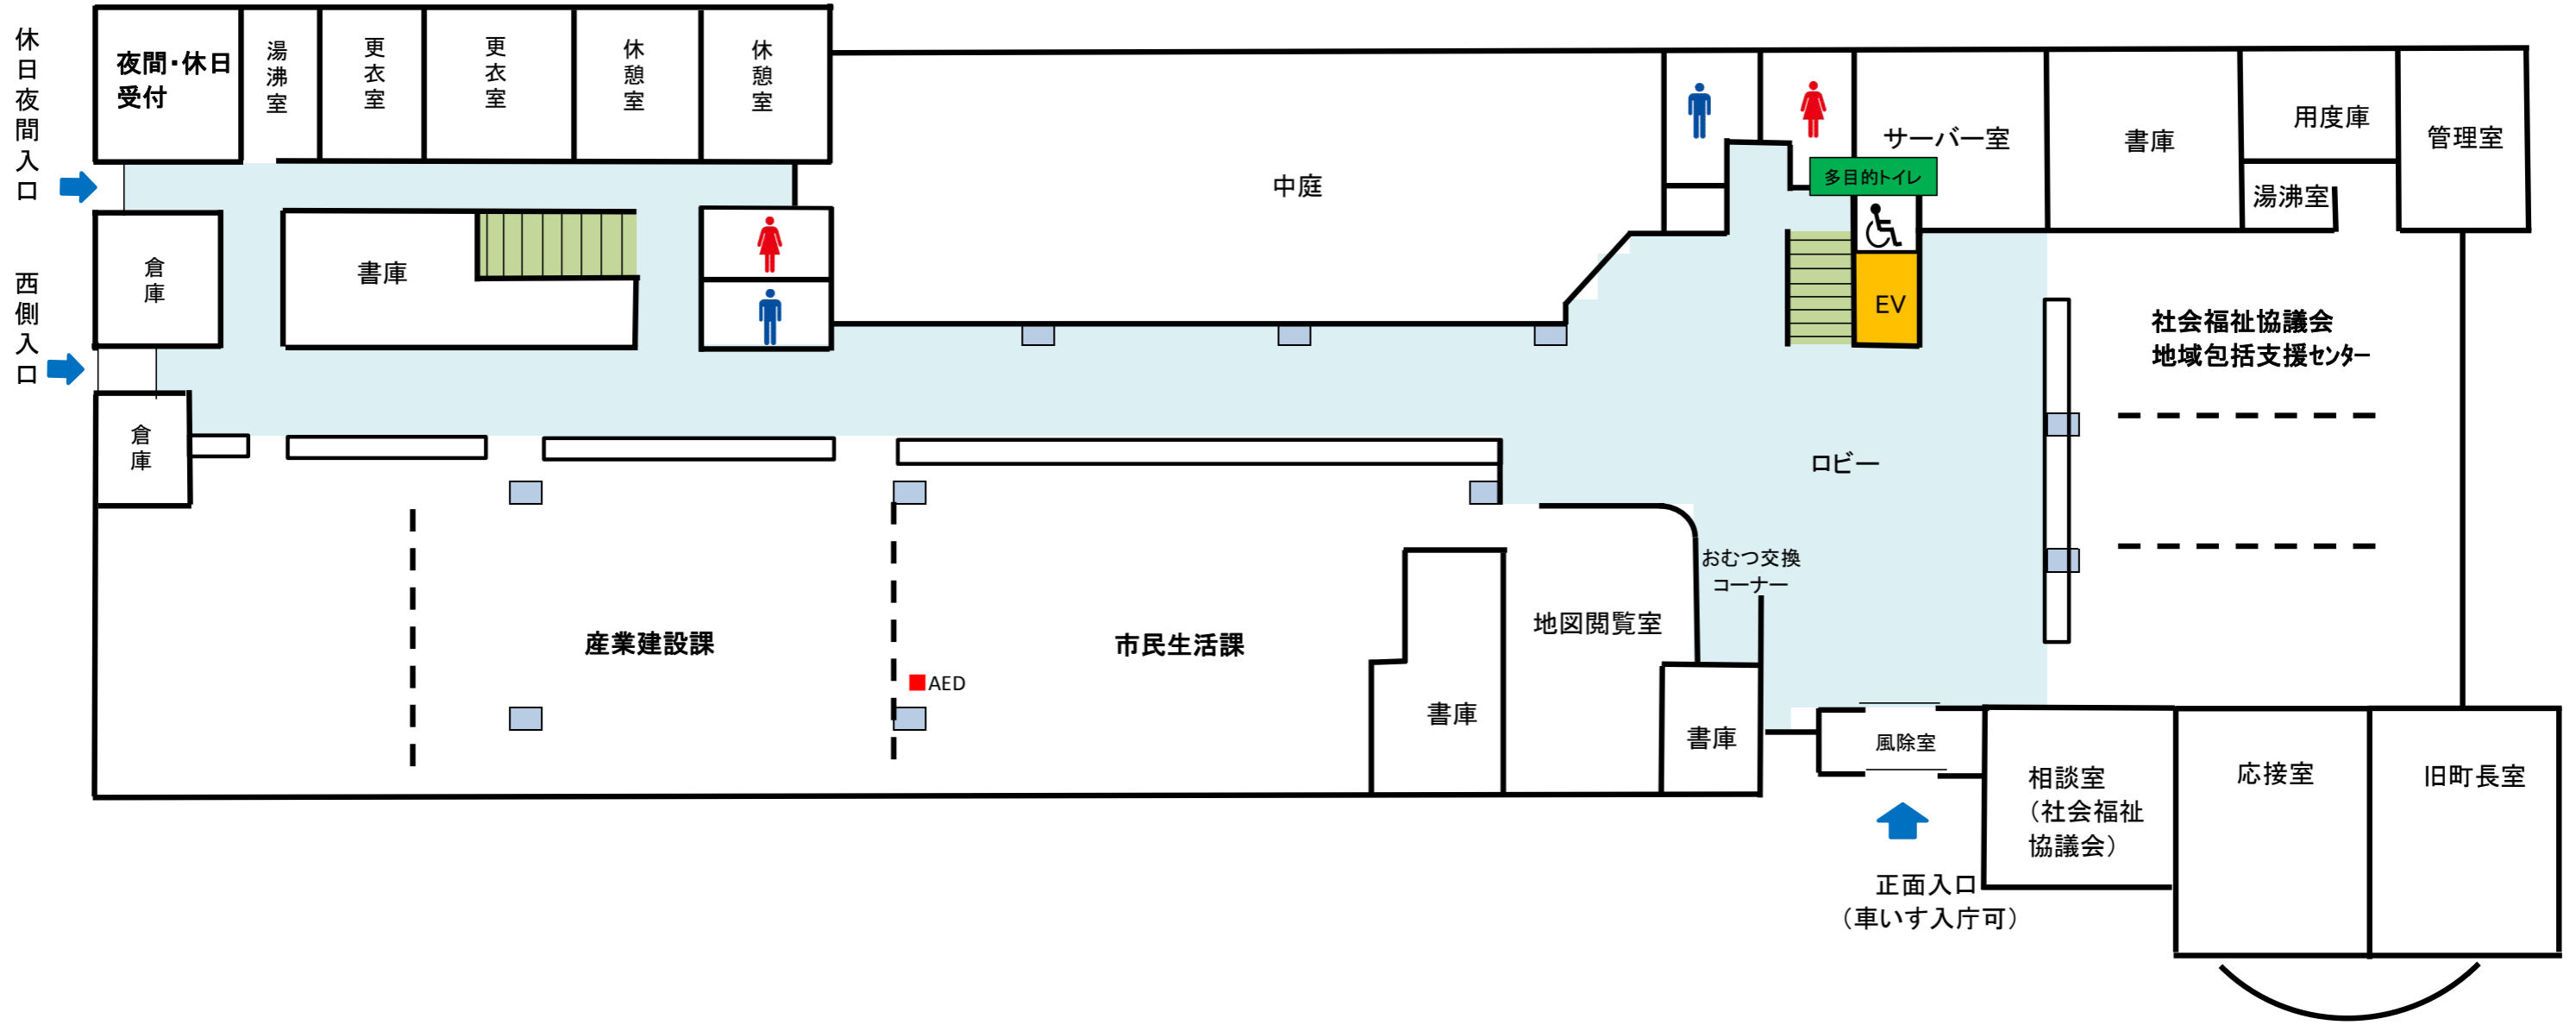 休日夜間入口
夜間・休日
受付
湯沸室
更衣室
更衣室
休憩室
休憩室
中庭
サーバー室
書庫
用度庫
管理室
多目的トイレ
湯沸室
西側入口
倉庫
書庫
EV
社会福祉協議会
地域包括支援センター
倉庫
ロビー
おむつ交換
コーナー
産業建設課
市民生活課
地図閲覧室
AED
書庫
書庫
風除室
相談室
（社会福祉
協議会）
応接室
旧町長室
正面入口
（車いす入庁可）